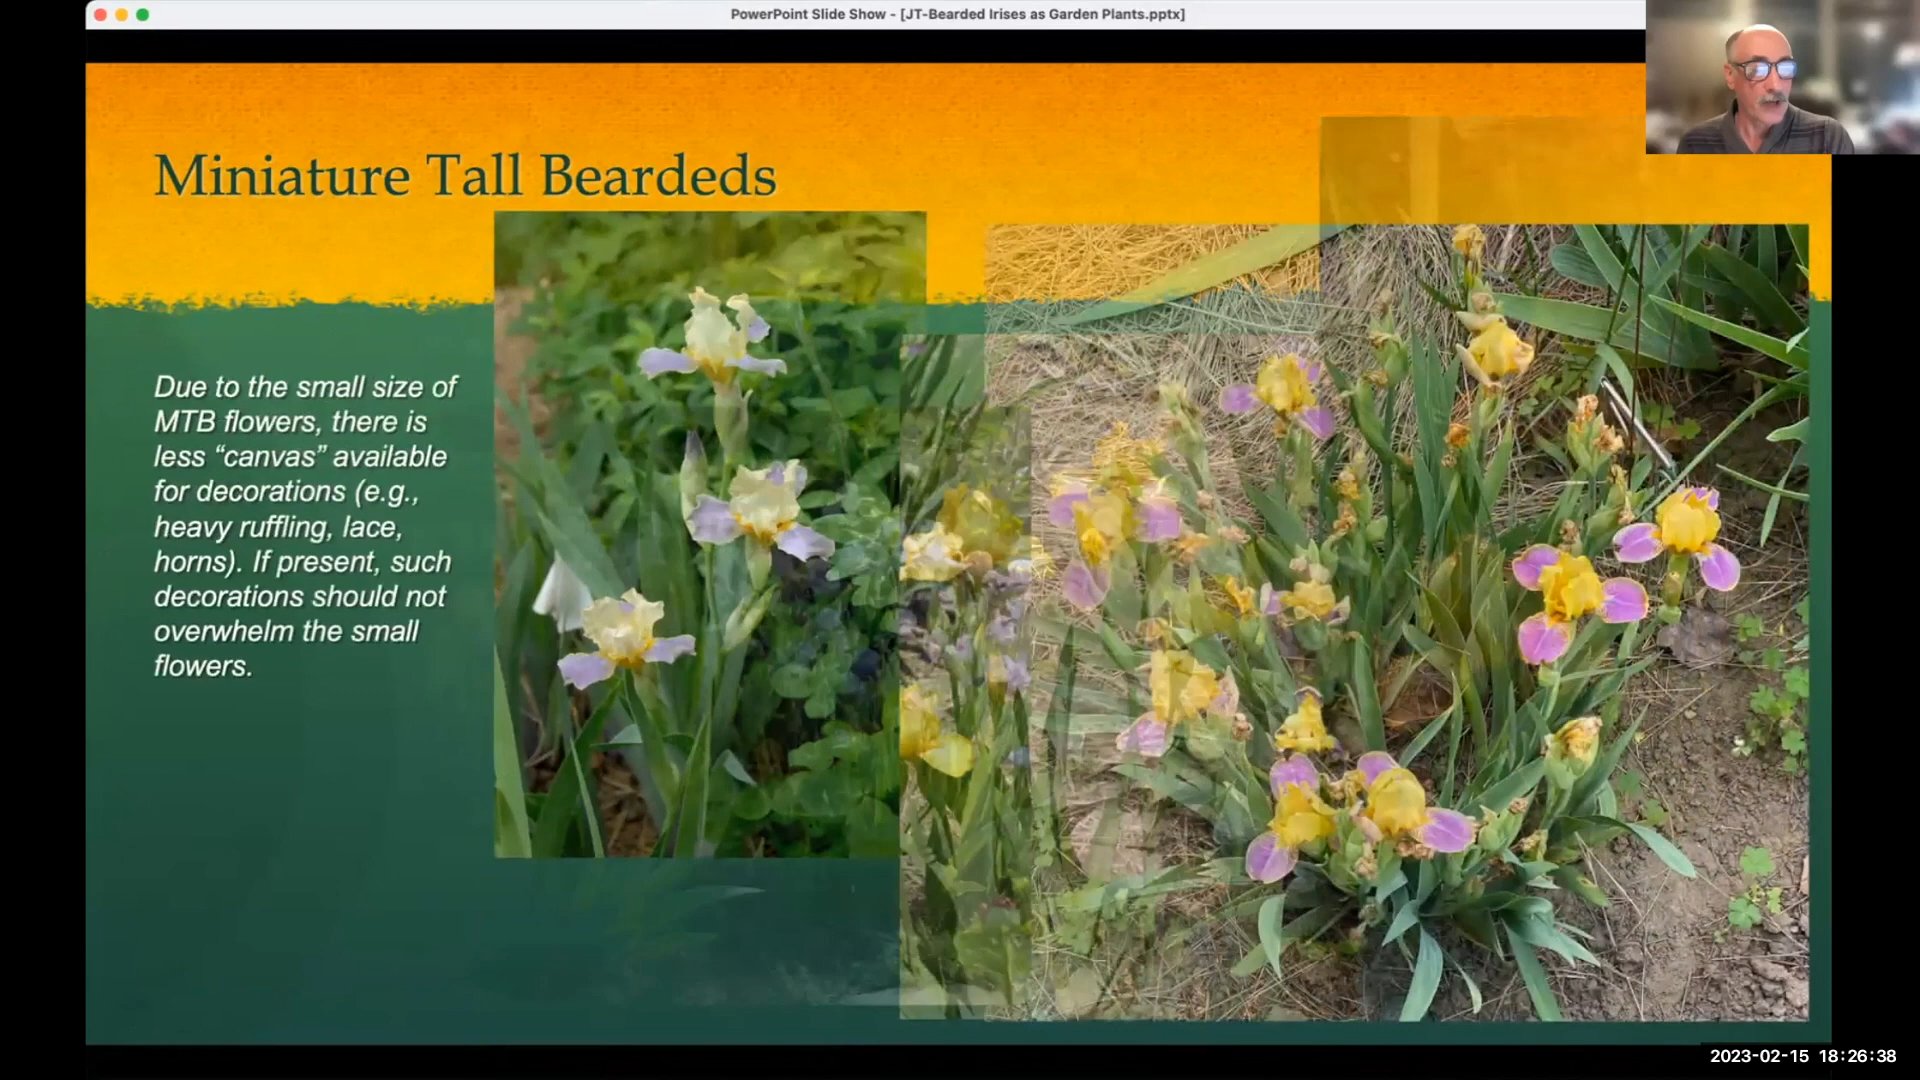 PowerPoint Slide Show - [JT-Bearded Irises as Garden Plants.pptx]
Miniature Tall Beardeds
Due to the small size of
MTB flowers, there is
less “canvas” available
for decorations (e.g.,
heavy ruffling, lace,
horns). If present, such
decorations should not
overwhelm the small
flowers.
2023-02-15 18:26:38